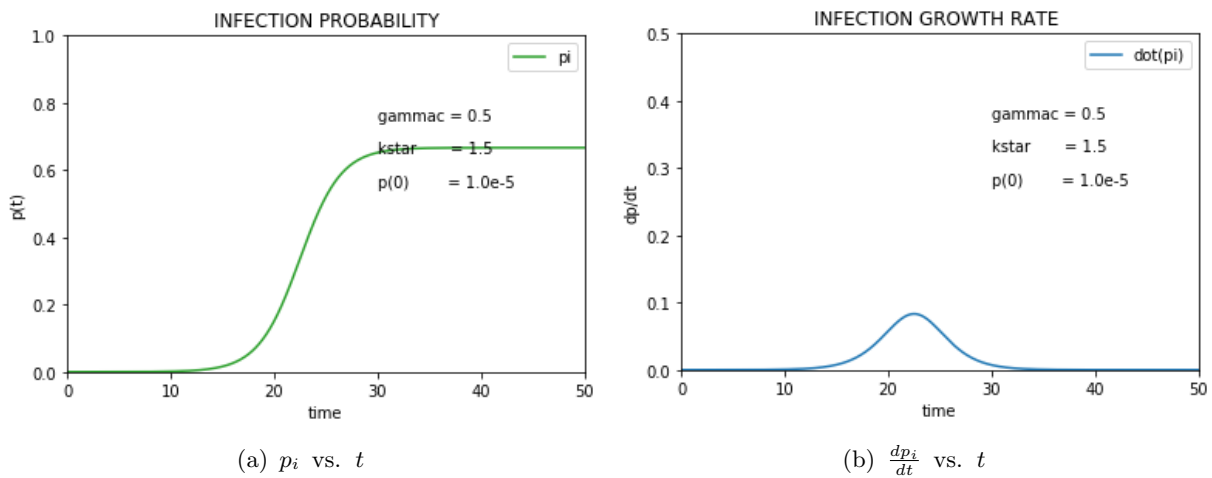 INFECTION PROBABILITY
1.0
0.8
0.6
0.4
0.2
0.0
p(t)
pi
gammac = 0.5
kstar = 1.5
p(0) = 1.0e-5
0 10 20 30 40 50
time
(a) p_i vs. t
INFECTION GROWTH RATE
0.5
0.4
0.3
0.2
0.1
0.0
dp/dt
dot(pi)
gammac = 0.5
kstar = 1.5
p(0) = 1.0e-5
0 10 20 30 40 50
time
(b) \frac{dp_i}{dt} vs. t